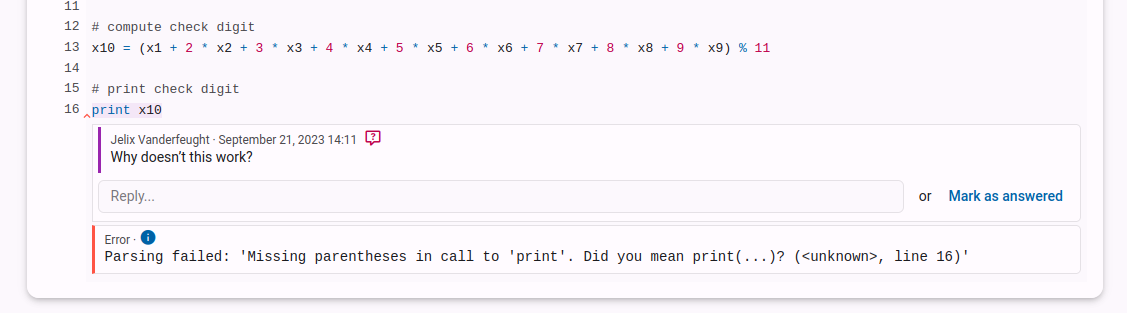 11
12 # compute check digit
13 x10 = (x1 + 2 * x2 + 3 * x3 + 4 * x4 + 5 * x5 + 6 * x6 + 7 * x7 + 8 * x8 + 9 * x9) % 11
14
15 # print check digit
16 print x10
Jelix Vanderfeught · September 21, 2023 14:11
Why doesn't this work?
Reply... or Mark as answered
Error ·
Parsing failed: 'Missing parentheses in call to 'print'. Did you mean print(...)? (<unknown>, line 16)'